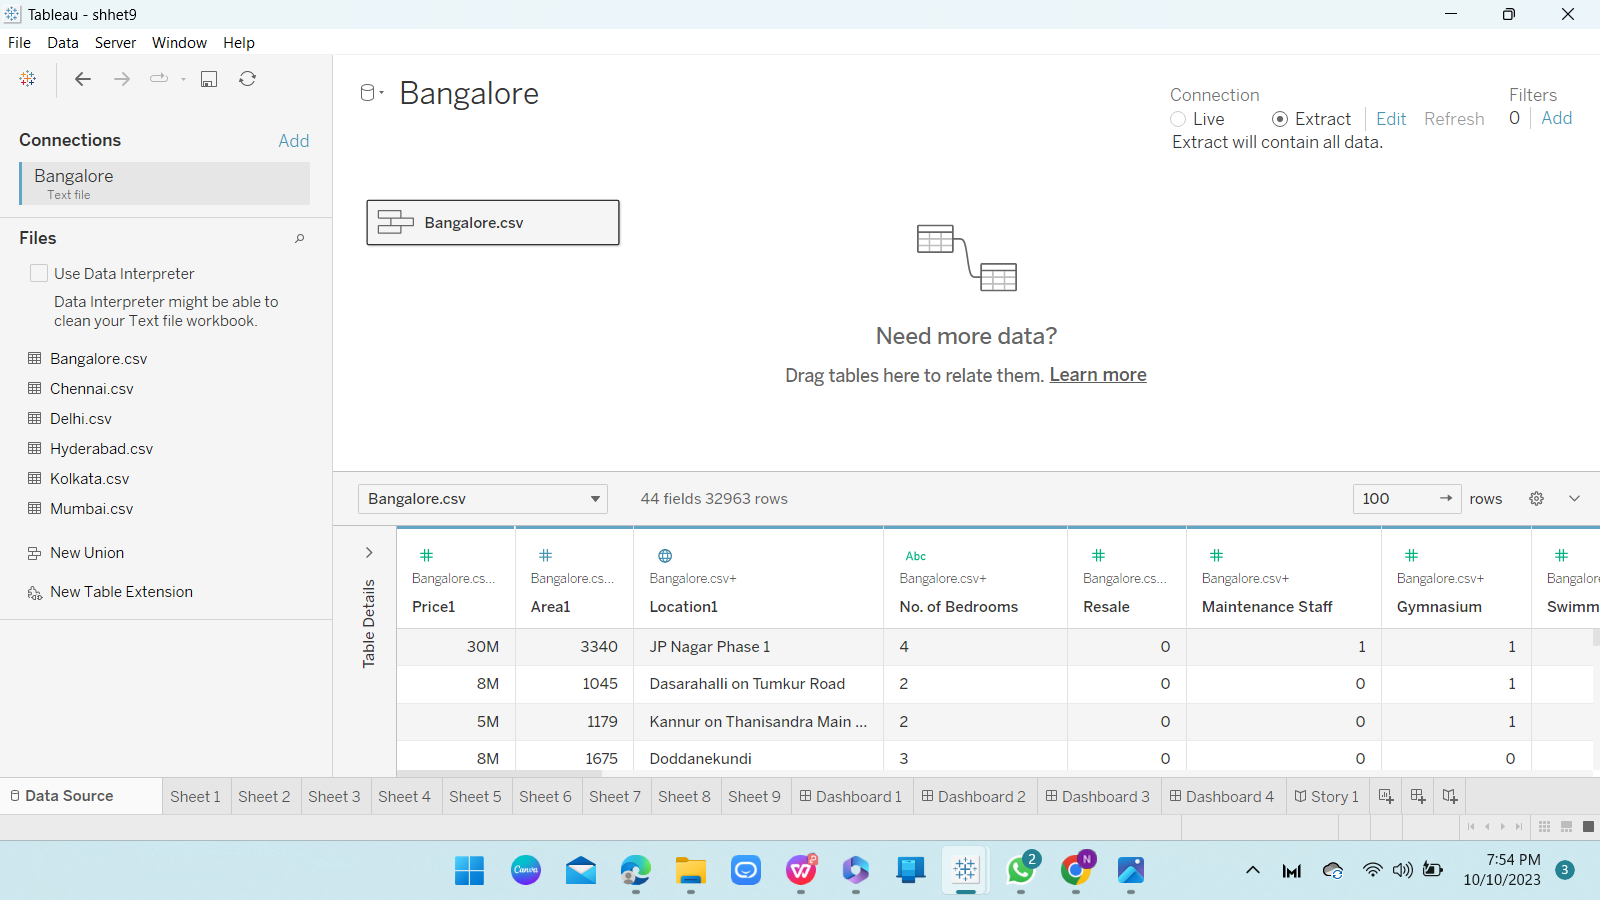 Tableau - shhet9
File Data Server Window Help
Connections Add
Bangalore
Text file
Files
Use Data Interpreter
Data Interpreter might be able to
clean your Text file workbook.
Bangalore.csv
Chennai.csv
Delhi.csv
Hyderabad.csv
Kolkata.csv
Mumbai.csv
New Union
New Table Extension
Bangalore
Connection
Live Extract Edit Refresh
Extract will contain all data.
Filters
0 Add
Bangalore.csv
Need more data?
Drag tables here to relate them. Learn more
Bangalore.csv 44 fields 32963 rows 100 rows
Table Details
Abc
Bangalore.cs... Bangalore.cs... Bangalore.csv+ Bangalore.csv+ Bangalore.cs... Bangalore.csv+ Bangalore.csv+ Bangalor
Price1 Area1 Location1 No. of Bedrooms Resale Maintenance Staff Gymnasium Swimm
30M 3340 JP Nagar Phase 1 4 0 1 1
8M 1045 Dasarahalli on Tumkur Road 2 0 0 1
5M 1179 Kannur on Thanisandra Main ... 2 0 0 1
8M 1675 Doddanekundi 3 0 0 0
Data Source Sheet 1 Sheet 2 Sheet 3 Sheet 4 Sheet 5 Sheet 6 Sheet 7 Sheet 8 Sheet 9 Dashboard 1 Dashboard 2 Dashboard 3 Dashboard 4 Story 1
Canva
2
N
7:54 PM
10/10/2023
3